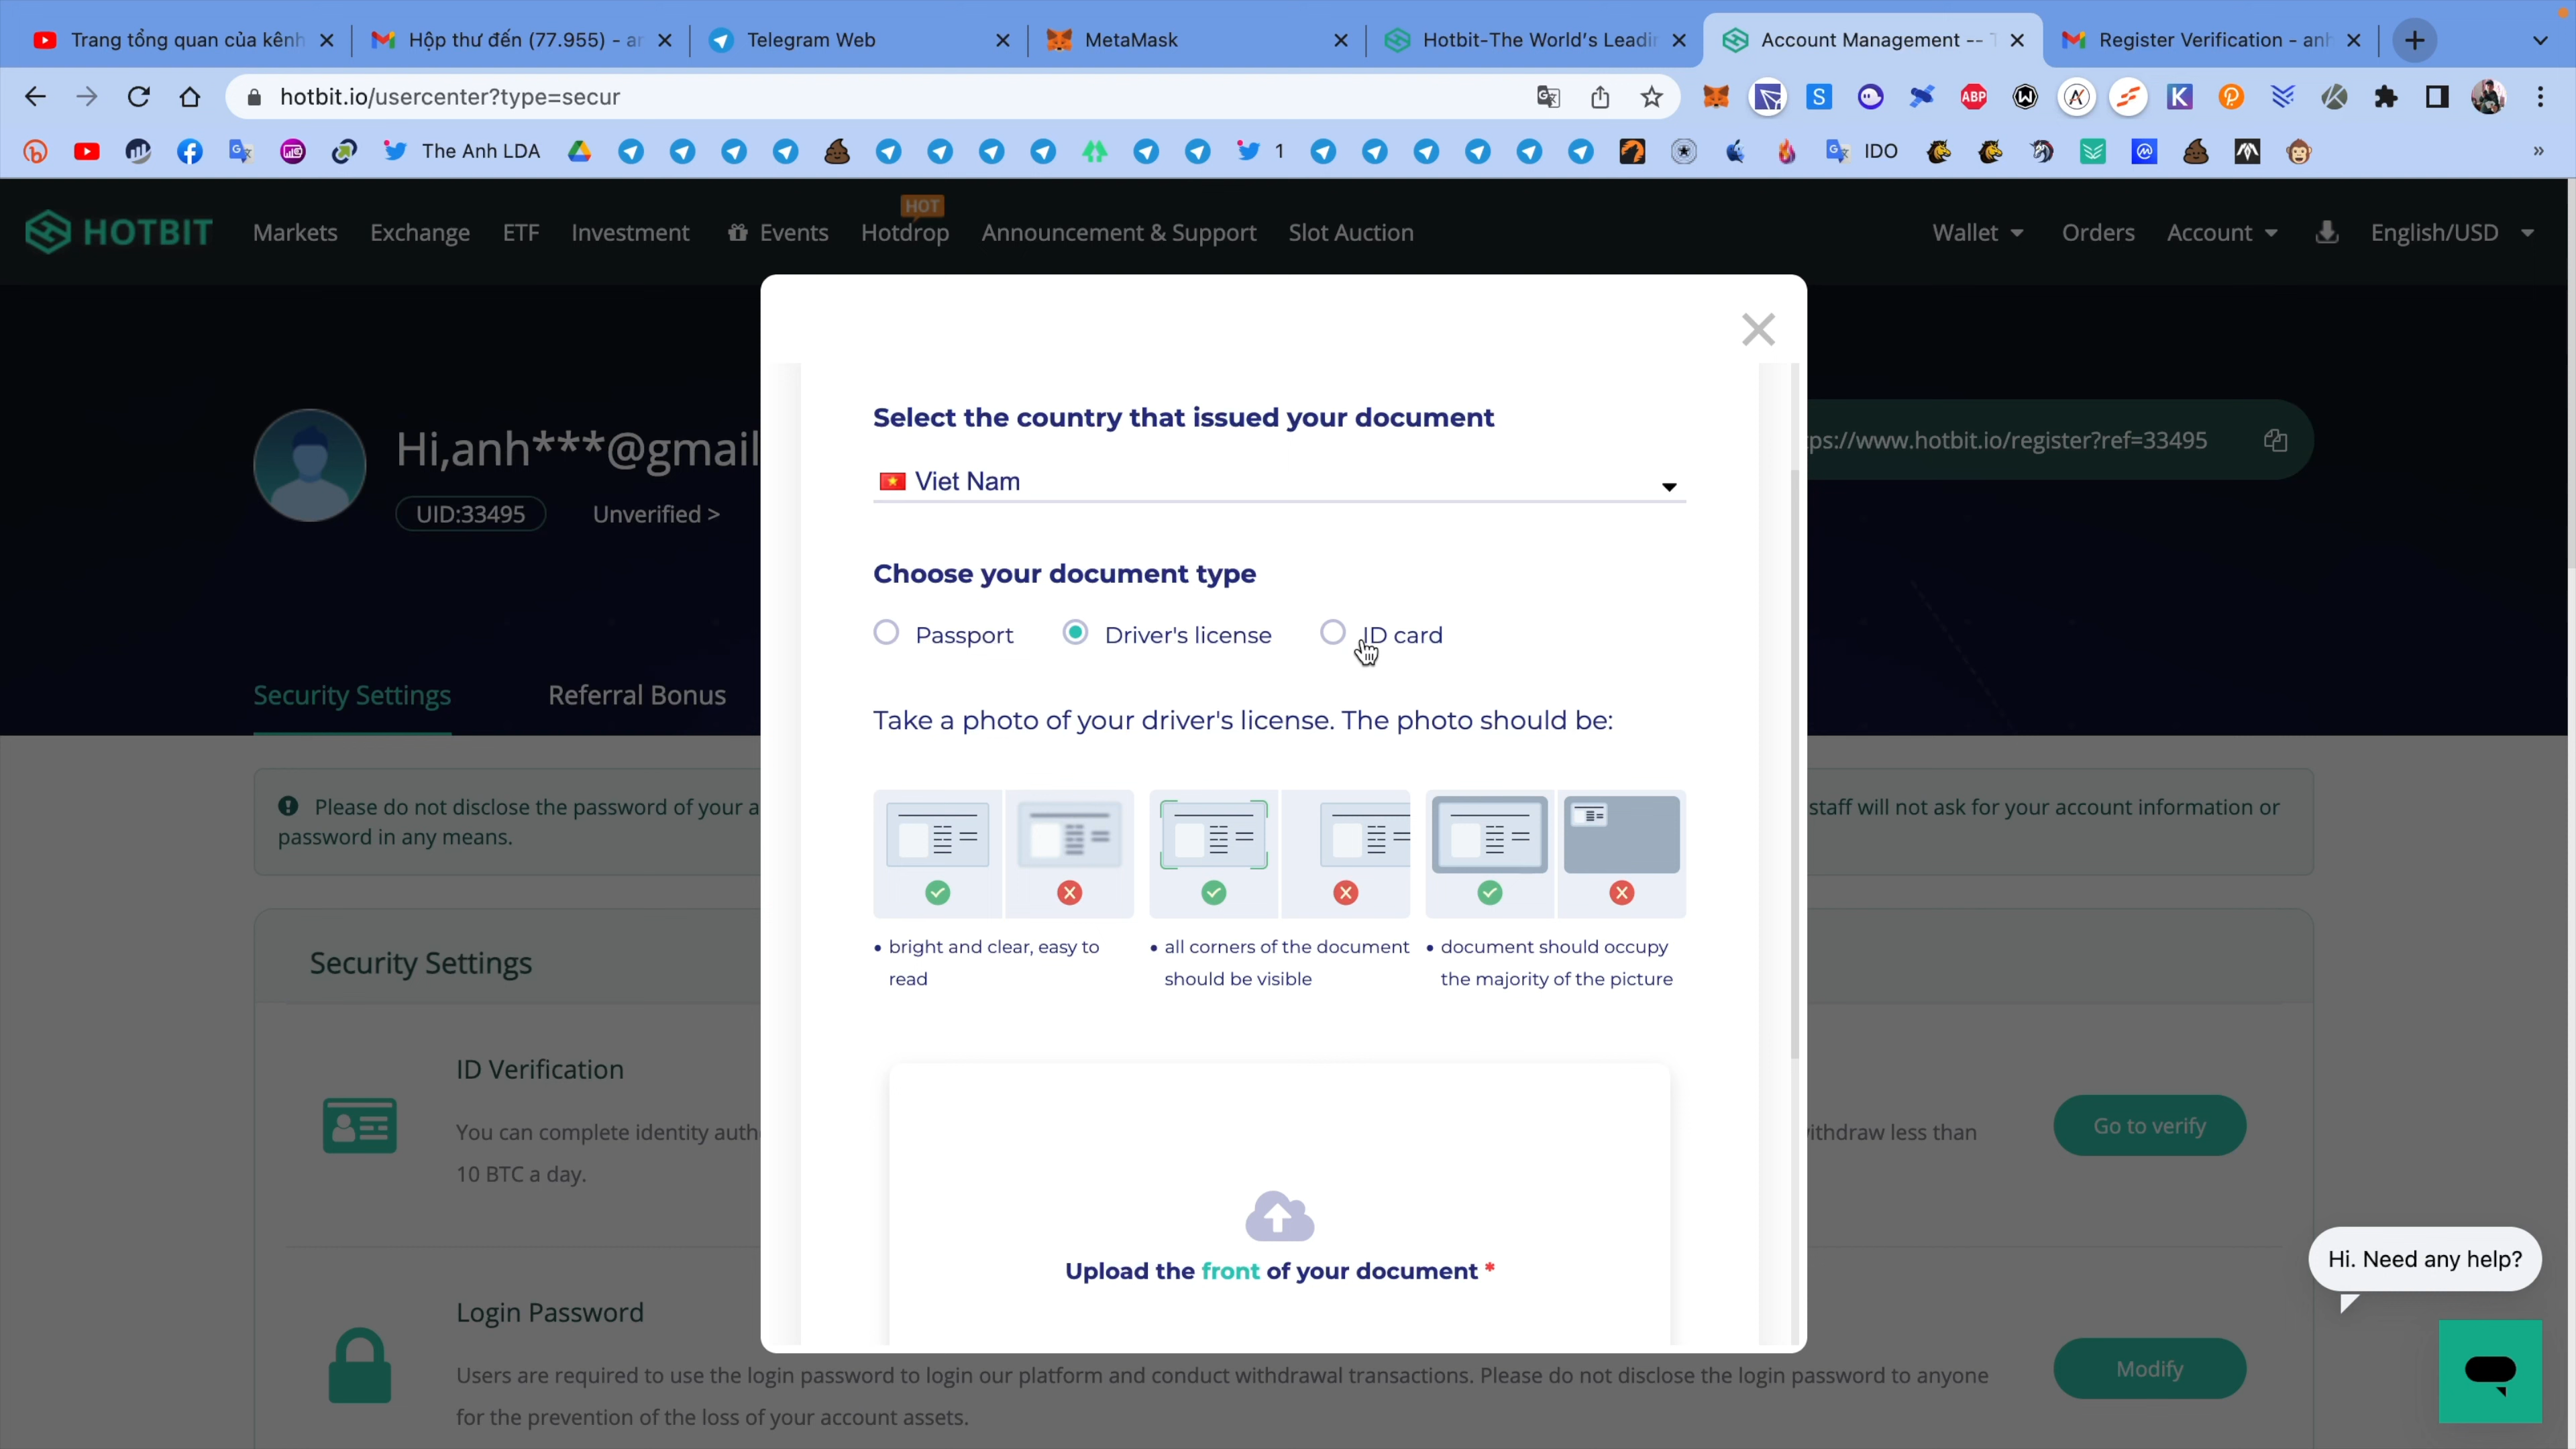 Trang tổng quan của kênh
Hộp thư đến (77.955) - an
Telegram Web
MetaMask
Hotbit-The World's Leadin
Account Management --
Register Verification - anh
hotbit.io/usercenter?type=secur
The Anh LDA
1
IDO
HOTBIT
Markets
Exchange
ETF
Investment
Events
HOT
Hotdrop
Announcement & Support
Slot Auction
Wallet
Orders
Account
English/USD
Hi,anh***@gmail
UID:33495
Unverified >
ps://www.hotbit.io/register?ref=33495
Security Settings
Referral Bonus
Select the country that issued your document
Viet Nam
Choose your document type
Passport
Driver's license
ID card
Take a photo of your driver's license. The photo should be:
• bright and clear, easy to
read
• all corners of the document
should be visible
• document should occupy
the majority of the picture
Upload the front of your document *
Please do not disclose the password of your a
staff will not ask for your account information or
password in any means.
Security Settings
ID Verification
You can complete identity auth
ithdraw less than
10 BTC a day.
Go to verify
Login Password
Users are required to use the login password to login our platform and conduct withdrawal transactions. Please do not disclose the login password to anyone
for the prevention of the loss of your account assets.
Modify
Hi. Need any help?